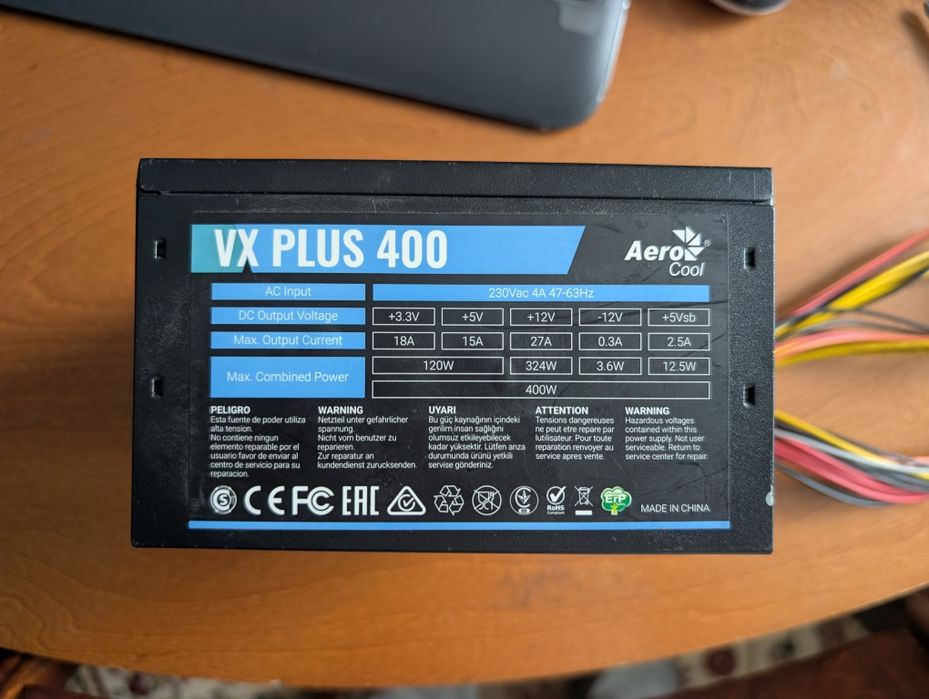 VX PLUS 400
Aero
Cool
®
AC Input 230Vac 4A 47-63Hz
DC Output Voltage +3.3V +5V +12V -12V +5Vsb
Max. Output Current 18A 15A 27A 0.3A 2.5A
Max. Combined Power 120W 324W 3.6W 12.5W
400W
PELIGRO
Esta fuente de poder utiliza
alta tension.
No contiene ningun
elemento reparable por el
usuario favor de enviar al
centro de servicio para su
reparacion.
WARNING
Netzteil unter gefahrlicher
spannung.
Nicht vom benutzer zu
reparieren.
Zur reparatur an
kundendienst zurucksenden.
UYARI
Bu güç kaynağının içindeki
gerilim insan sağlığını
olumsuz etkileyebilecek
kadar yüksektir. Lütfen arıza
durumunda ürünü yetkili
servise gönderiniz.
ATTENTION
Tensions dangereuses
ne peut etre repare par
lutilisateur. Pour toute
reparation renvoyer au
service apres vente.
WARNING
Hazardous voltages
contained within this
power supply. Not user
serviceable. Return to
service center for repair.
S CE FC EAC RoHS
Compliant
ErP
MADE IN CHINA